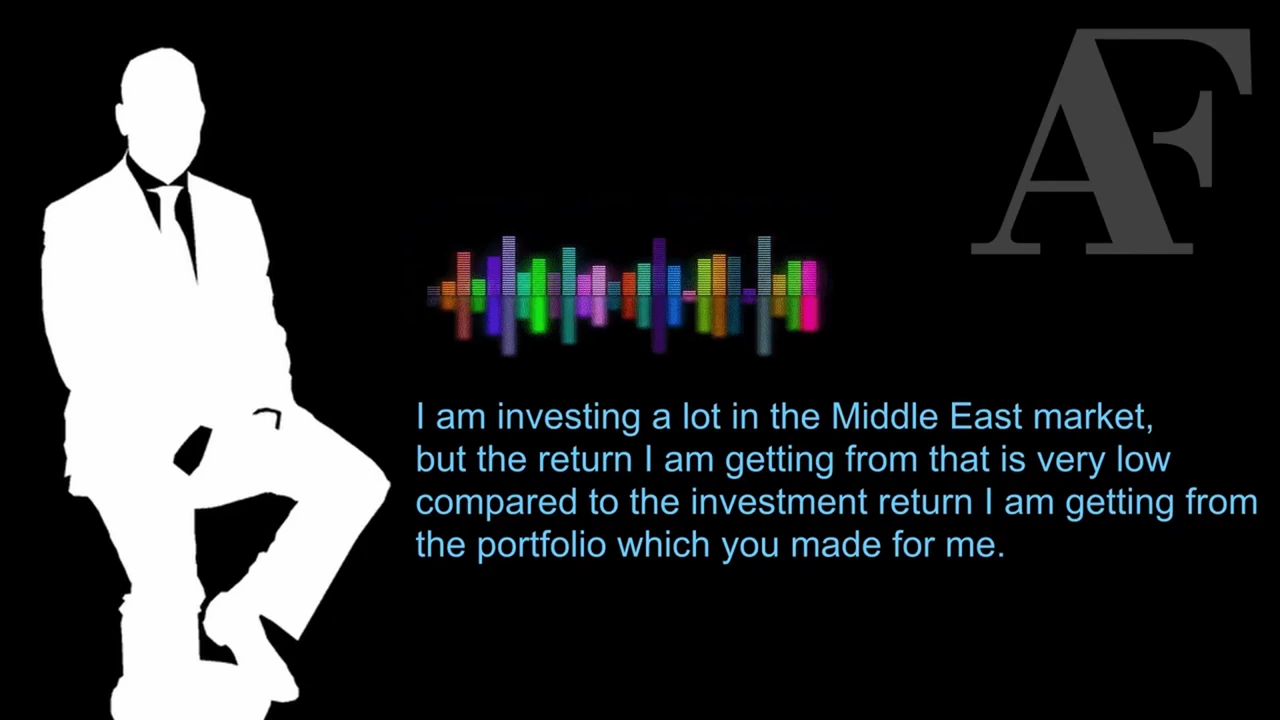 AF
I am investing a lot in the Middle East market,
but the return I am getting from that is very low
compared to the investment return I am getting from
the portfolio which you made for me.